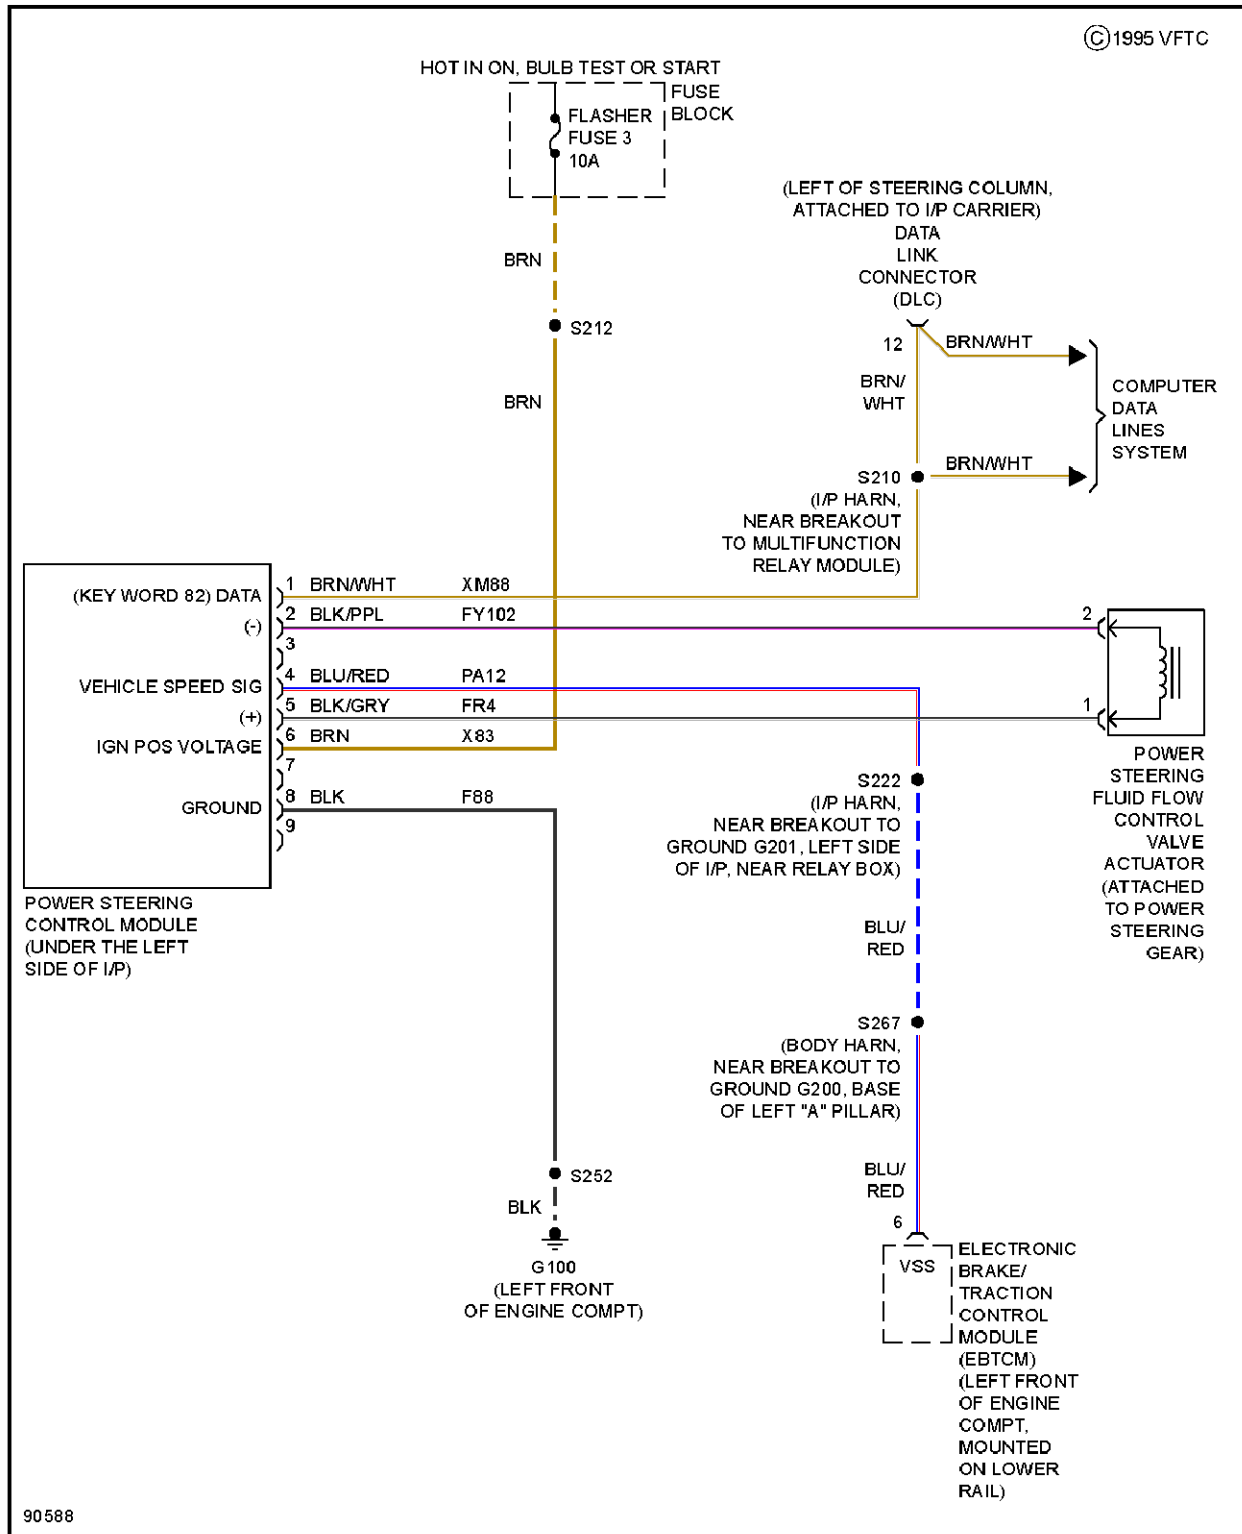 © 1995 VFTC
HOT IN ON, BULB TEST OR START
FUSE
BLOCK
FLASHER
FUSE 3
10A
(LEFT OF STEERING COLUMN,
ATTACHED TO I/P CARRIER)
DATA
LINK
CONNECTOR
(DLC)
BRN
S212
12
BRN/WHT
BRN/
WHT
BRN
COMPUTER
DATA
LINES
SYSTEM
S210
BRN/WHT
(I/P HARN,
NEAR BREAKOUT
TO MULTIFUNCTION
RELAY MODULE)
(KEY WORD 82) DATA
1 BRN/WHT XM88
(-)
2 BLK/PPL FY102
2
3
VEHICLE SPEED SIG
4 BLU/RED PA12
(+)
5 BLK/GRY FR4
1
IGN POS VOLTAGE
6 BRN X83
7
GROUND
8 BLK F88
9
POWER
STEERING
FLUID FLOW
CONTROL
VALVE
ACTUATOR
(ATTACHED
TO POWER
STEERING
GEAR)
S222
(I/P HARN,
NEAR BREAKOUT TO
GROUND G201, LEFT SIDE
OF I/P, NEAR RELAY BOX)
POWER STEERING
CONTROL MODULE
(UNDER THE LEFT
SIDE OF I/P)
BLU/
RED
S267
(BODY HARN,
NEAR BREAKOUT TO
GROUND G200, BASE
OF LEFT "A" PILLAR)
BLU/
RED
S252
BLK
G100
(LEFT FRONT
OF ENGINE COMPT)
6
VSS
ELECTRONIC
BRAKE/
TRACTION
CONTROL
MODULE
(EBTCM)
(LEFT FRONT
OF ENGINE
COMPT,
MOUNTED
ON LOWER
RAIL)
90588